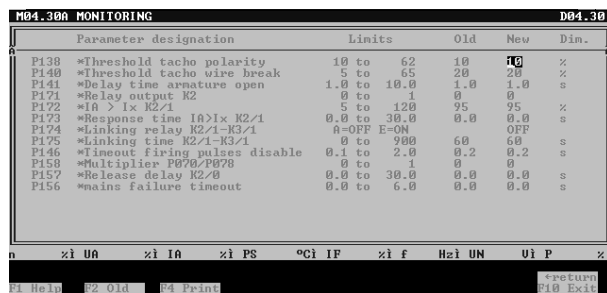 M04.30A MONITORING D04.30
Parameter designation Limits Old New Dim.
P138 *Threshold tacho polarity 10 to 62 10 10 %
P140 *Threshold tacho wire break 5 to 65 20 20 %
P141 *Delay time armature open 1.0 to 10.0 1.0 1.0 s
P171 *Relay output K2 0 to 1 0 0
P172 *IA > Ix K2/1 5 to 120 95 95 %
P173 *Response time IA>Ix K2/1 0.0 to 30.0 0.0 0.0 s
P174 *Linking relay K2/1-K3/1 A=OFF E=ON OFF
P175 *Linking time K2/1-K3/1 0 to 900 60 60 s
P146 *Timeout firing pulses disable 0.1 to 2.0 0.2 0.2 s
P158 *Multiplier P070/P078 0 to 1 0 0
P157 *Release delay K2/0 0.0 to 30.0 0.0 0.0 s
P156 *mains failure timeout 0.0 to 6.0 0.0 0.0 s
n %ì UA %ì IA %ì PS ºCì IF %ì f Hzì UN Vì P %
←return
F1 Help F2 Old F4 Print F10 Exit